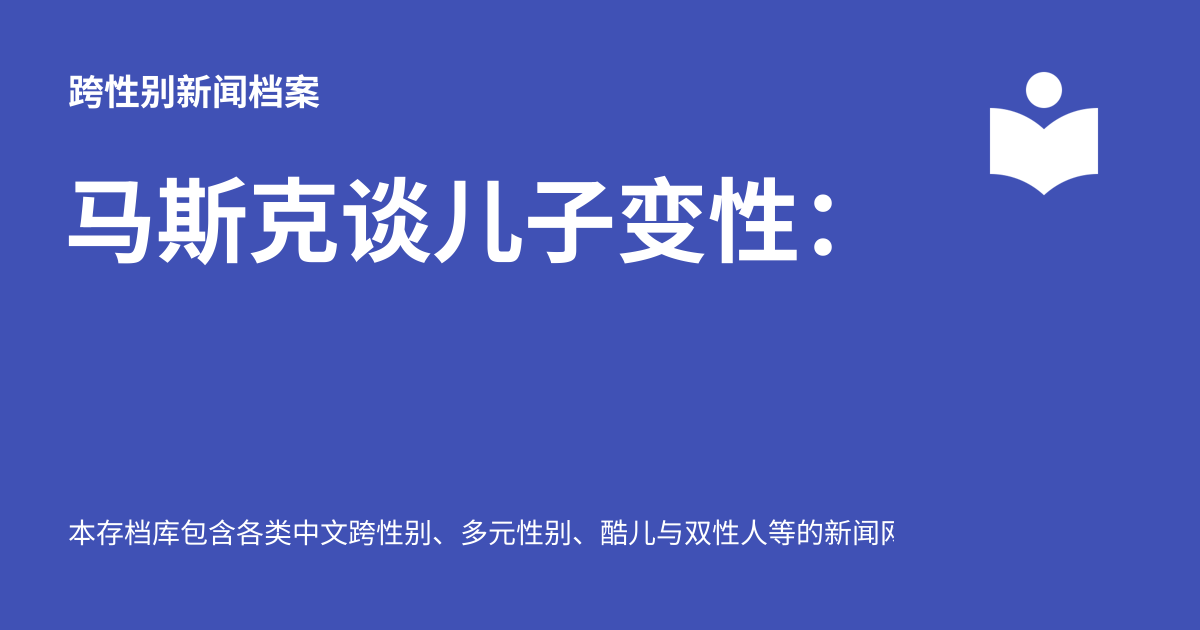 跨性别新闻档案
马斯克谈儿子变性：
本存档库包含各类中文跨性别、多元性别、酷儿与双性人等的新闻